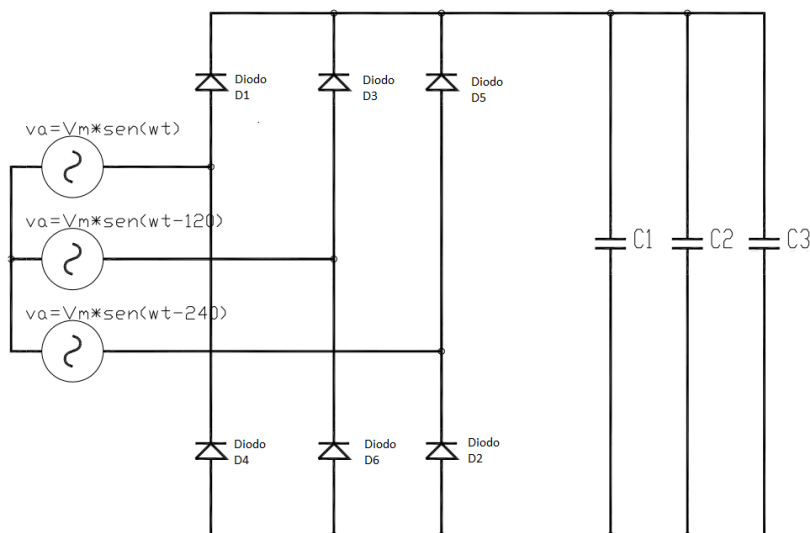 Diodo
D1
Diodo
D3
Diodo
D5
va=Vm*sen(wt)
va=Vm*sen(wt-120)
va=Vm*sen(wt-240)
C1
C2
C3
Diodo
D4
Diodo
D6
Diodo
D2